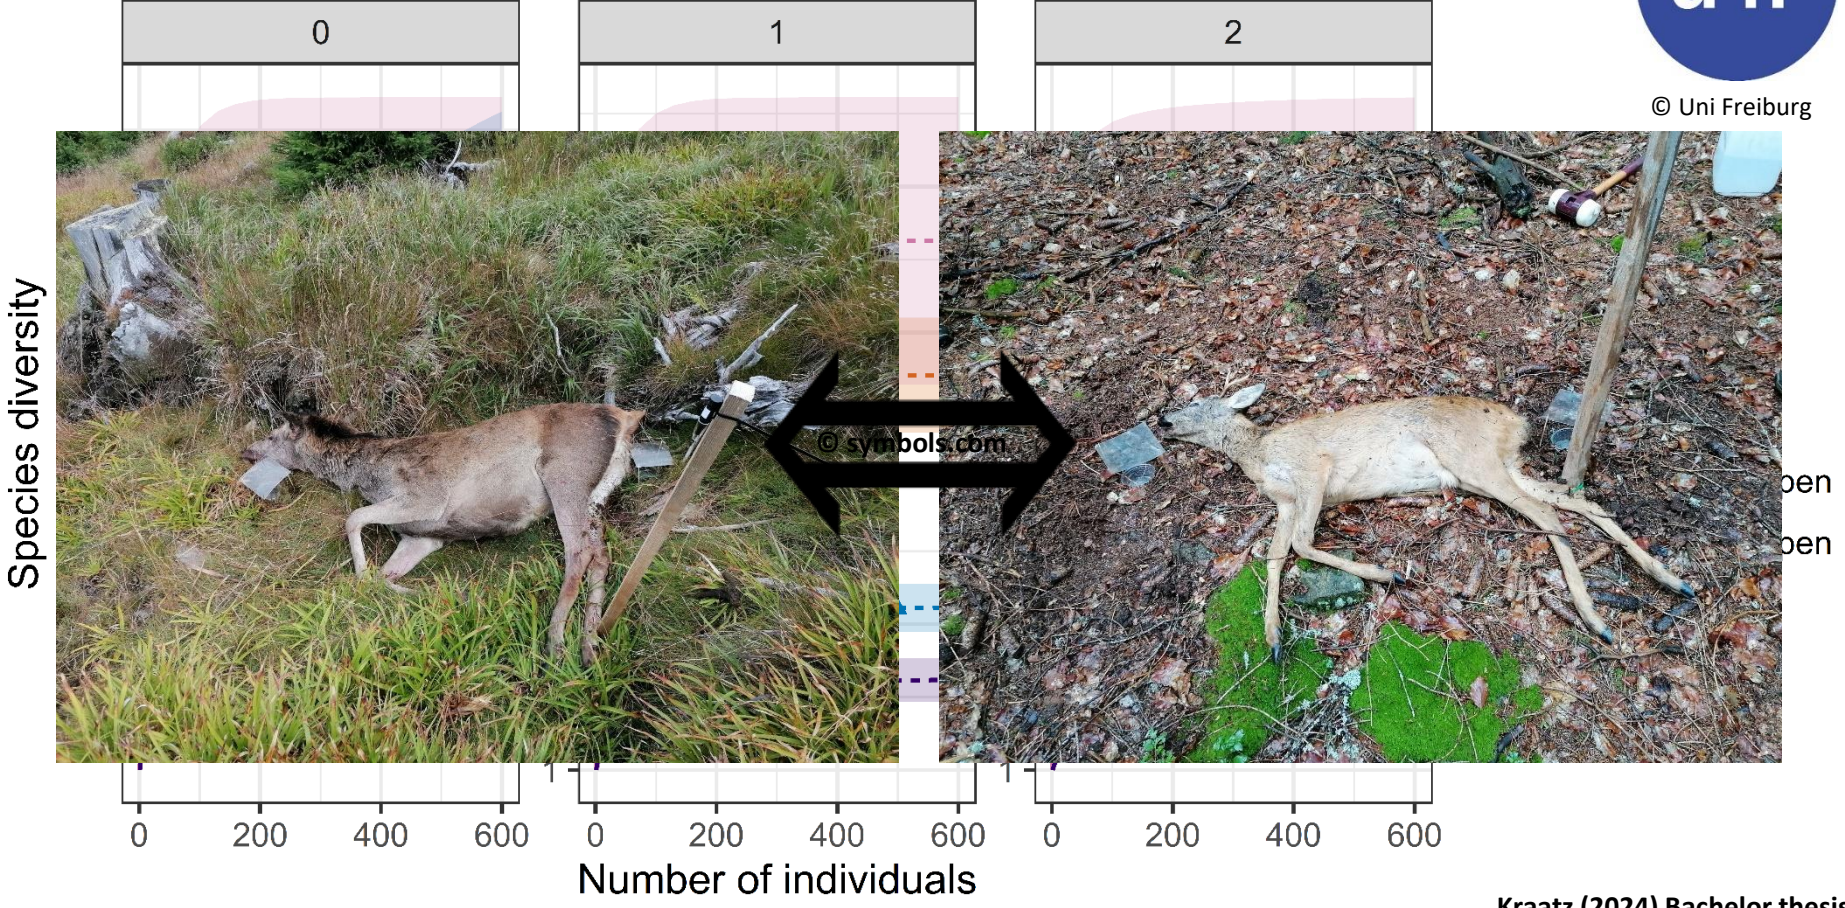 0 1 2
© Uni Freiburg
Species diversity
© symbols.com
pen
pen
1 1
0 200 400 600 0 200 400 600 0 200 400 600
Number of individuals
Kraatz (2024) Bachelor thesis